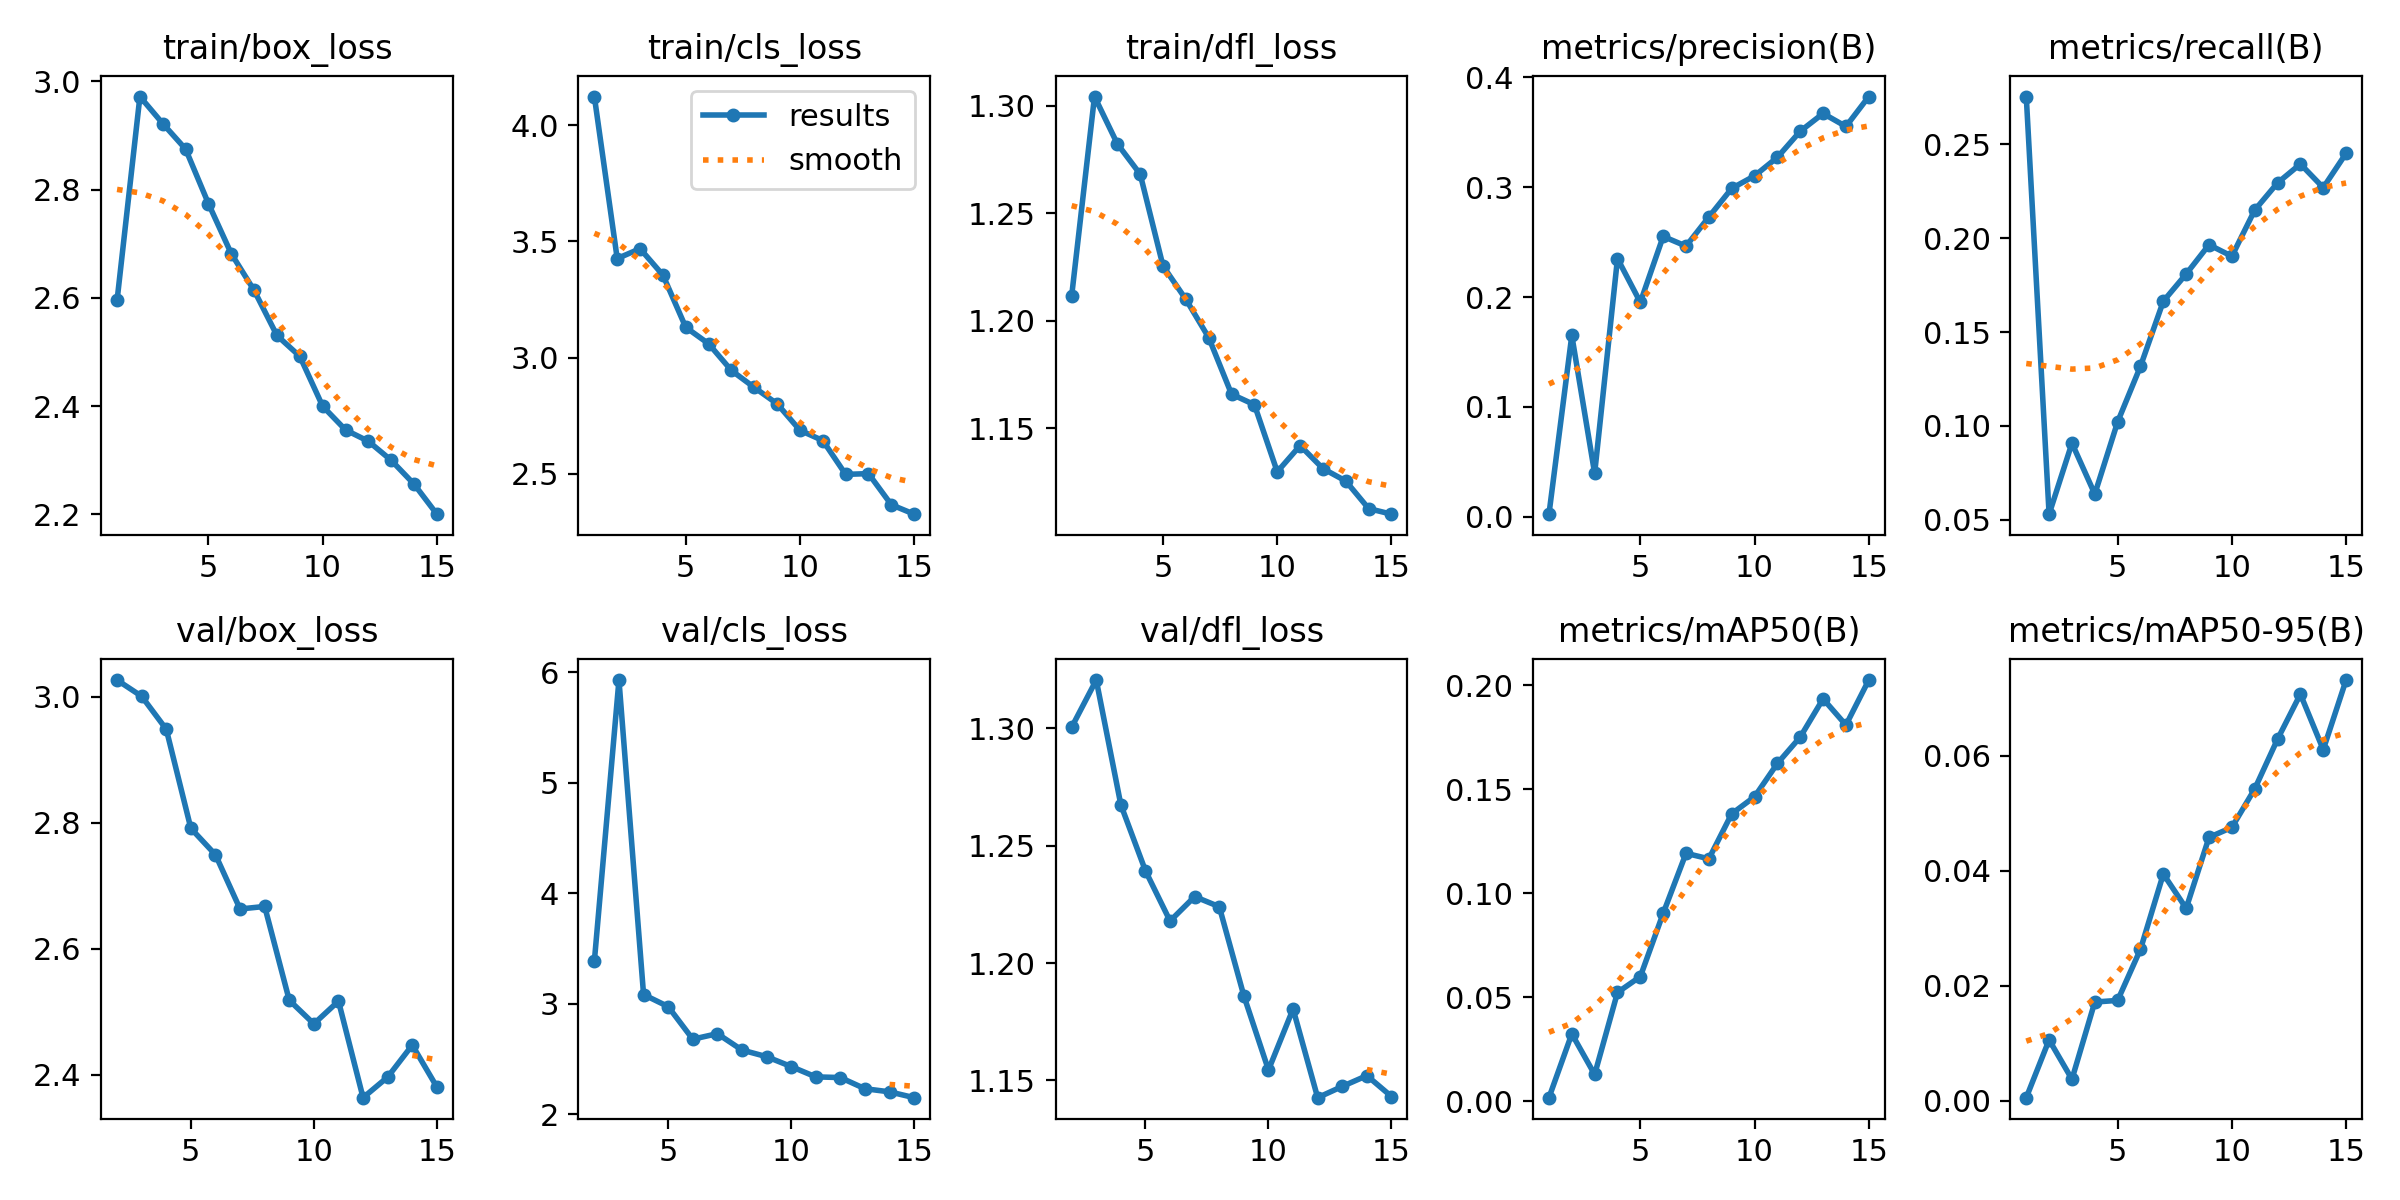 train/box_loss
3.0
2.8
2.6
2.4
2.2
5 10 15
train/cls_loss
results
smooth
4.0
3.5
3.0
2.5
5 10 15
train/dfl_loss
1.30
1.25
1.20
1.15
5 10 15
metrics/precision(B)
0.4
0.3
0.2
0.1
0.0
5 10 15
metrics/recall(B)
0.25
0.20
0.15
0.10
0.05
5 10 15
val/box_loss
3.0
2.8
2.6
2.4
5 10 15
val/cls_loss
6
5
4
3
2
5 10 15
val/dfl_loss
1.30
1.25
1.20
1.15
5 10 15
metrics/mAP50(B)
0.20
0.15
0.10
0.05
0.00
5 10 15
metrics/mAP50-95(B)
0.06
0.04
0.02
0.00
5 10 15